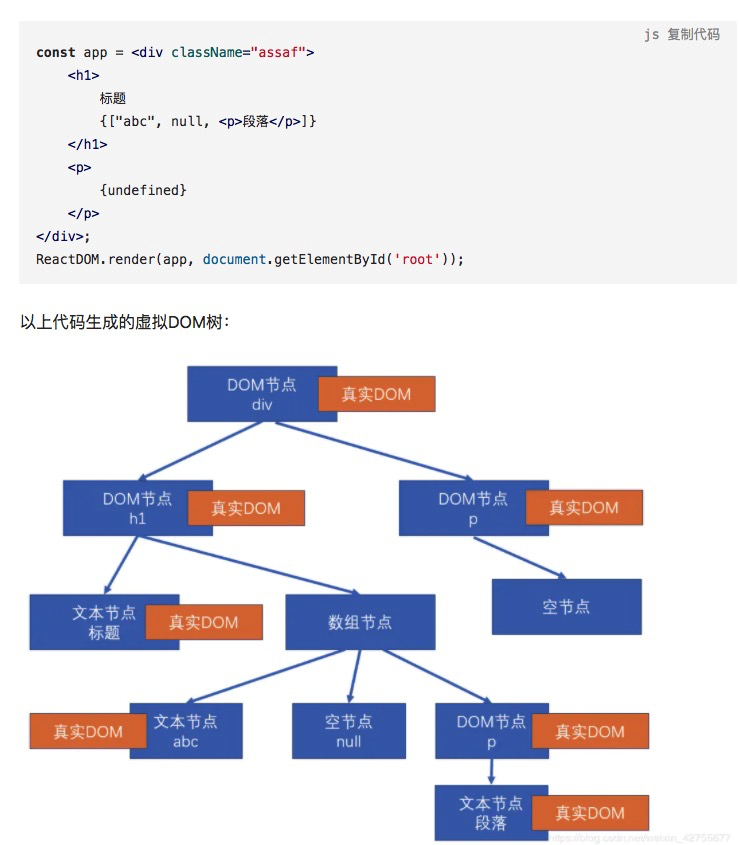 js 复制代码
const app = <div className="assaf">
<h1>
标题
{["abc", null, <p>段落</p>]}
</h1>
<p>
{undefined}
</p>
</div>;
ReactDOM.render(app, document.getElementById('root'));
以上代码生成的虚拟DOM树：
DOM节点
div
真实DOM
DOM节点
h1
真实DOM
DOM节点
p
真实DOM
文本节点
标题
真实DOM
数组节点
空节点
真实DOM
文本节点
abc
空节点
null
DOM节点
p
真实DOM
文本节点
段落
真实DOM